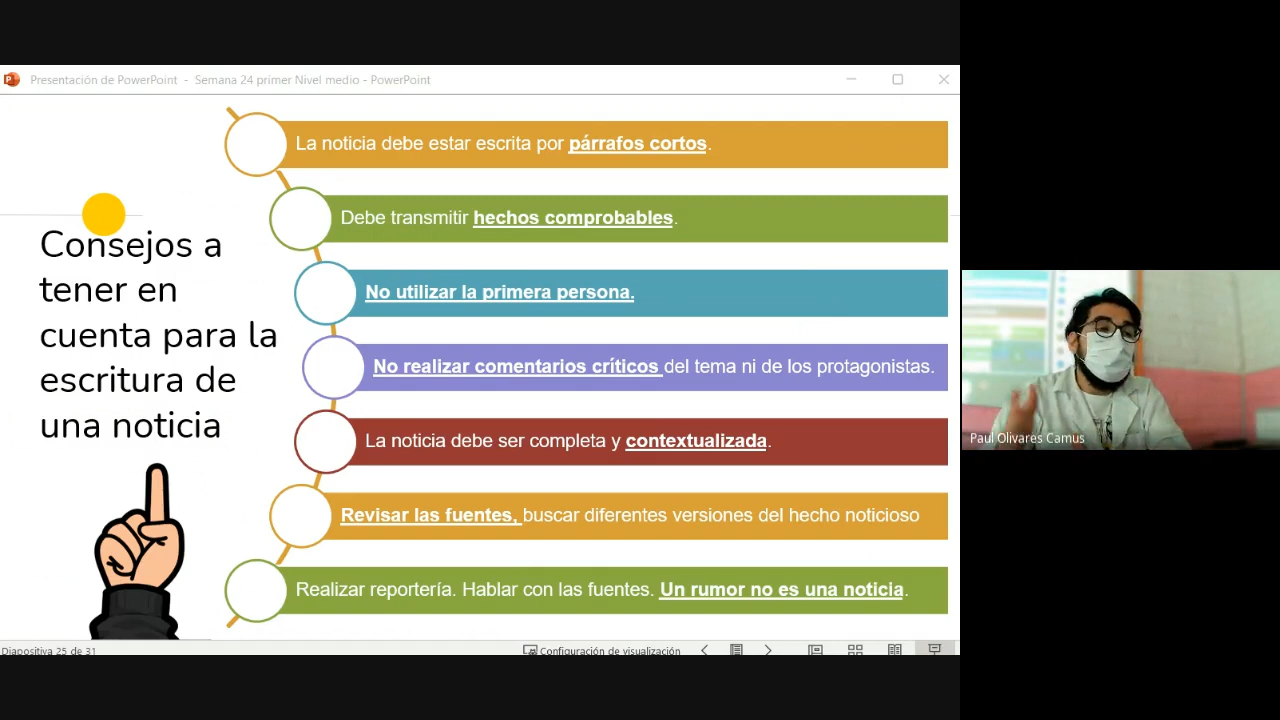 Presentación de PowerPoint - Semana 24 primer Nivel medio - PowerPoint
Consejos a
tener en
cuenta para la
escritura de
una noticia
La noticia debe estar escrita por párrafos cortos.
Debe transmitir hechos comprobables.
No utilizar la primera persona.
No realizar comentarios críticos del tema ni de los protagonistas.
La noticia debe ser completa y contextualizada.
Revisar las fuentes, buscar diferentes versiones del hecho noticioso
Realizar reportería. Hablar con las fuentes. Un rumor no es una noticia.
Diapositiva 25 de 31
Configuración de visualización
Paul Olivares Camus